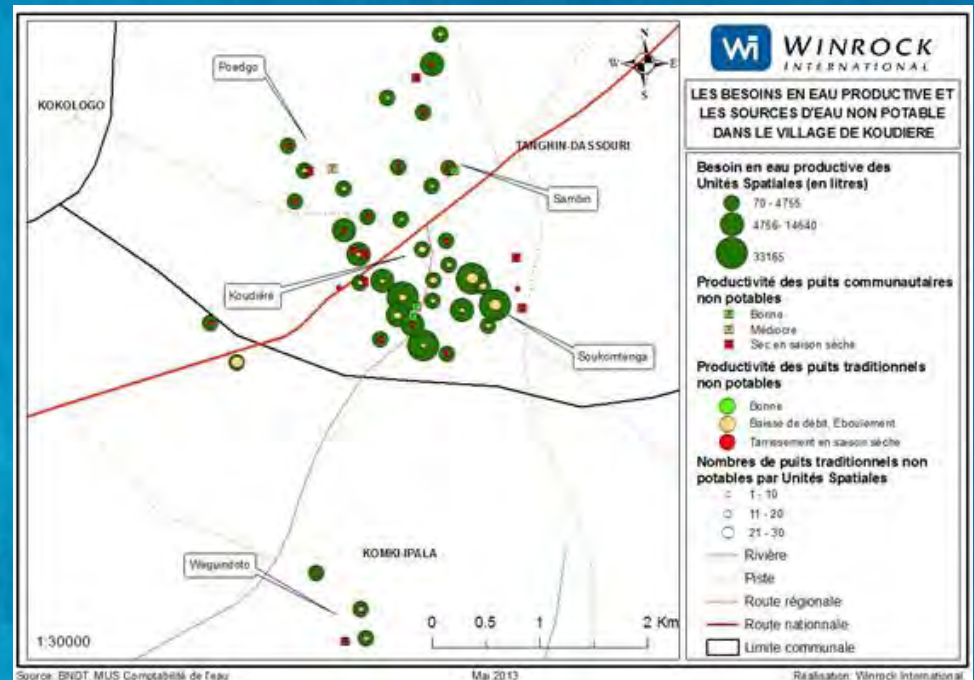 Poedgo
KOKOLOGO
N
W
E
S
TANGHIN-DASSOURI
Sambin
Koudiéré
Soukomtenga
Weguindoto
KOMKI-IPALA
0 0.5 1 2 Km
1:30000
Wi WINROCK
INTERNATIONAL
LES BESOINS EN EAU PRODUCTIVE ET
LES SOURCES D'EAU NON POTABLE
DANS LE VILLAGE DE KOUDIERE
Besoin en eau productive des
Unités Spatiales (en litres)
70 - 4755
4756- 14640
33165
Productivité des puits communautaires
non potables
Bonne
Médiocre
Sec en saison sèche
Productivité des puits traditionnels
non potables
Bonne
Baisse de débit, Eboulement
Tarrissement en saison sèche
Nombres de puits traditionnels non
potables par Unités Spatiales
1 - 10
11 - 20
21 - 30
Rivière
Piste
Route régionale
Route nationnale
Limite communale
Source: BNDT, MUS Comptabilité de l'eau
Mai 2013
Réalisation: Winrock International